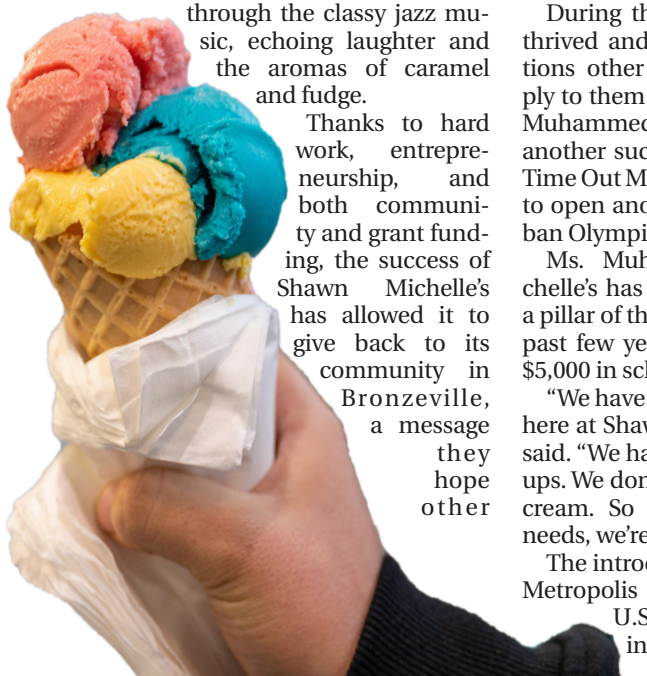 through the classy jazz mu-
sic, echoing laughter and
the aromas of caramel
and fudge.
Thanks to hard
work, entrepre-
neurship, and
both communi-
ty and grant fund-
ing, the success of
Shawn Michelle’s
has allowed it to
give back to its
community in
Bronzeville,
a message
they
hope
other
During th
thrived and
tions other
ply to them
Muhammed
another suc
Time Out M
to open ano
ban Olympi
Ms. Muh
chelle’s has
a pillar of th
past few ye
$5,000 in scl
“We have
here at Shaw
said. “We ha
ups. We don
cream. So
needs, we’re
The introd
Metropolis
U.S
in